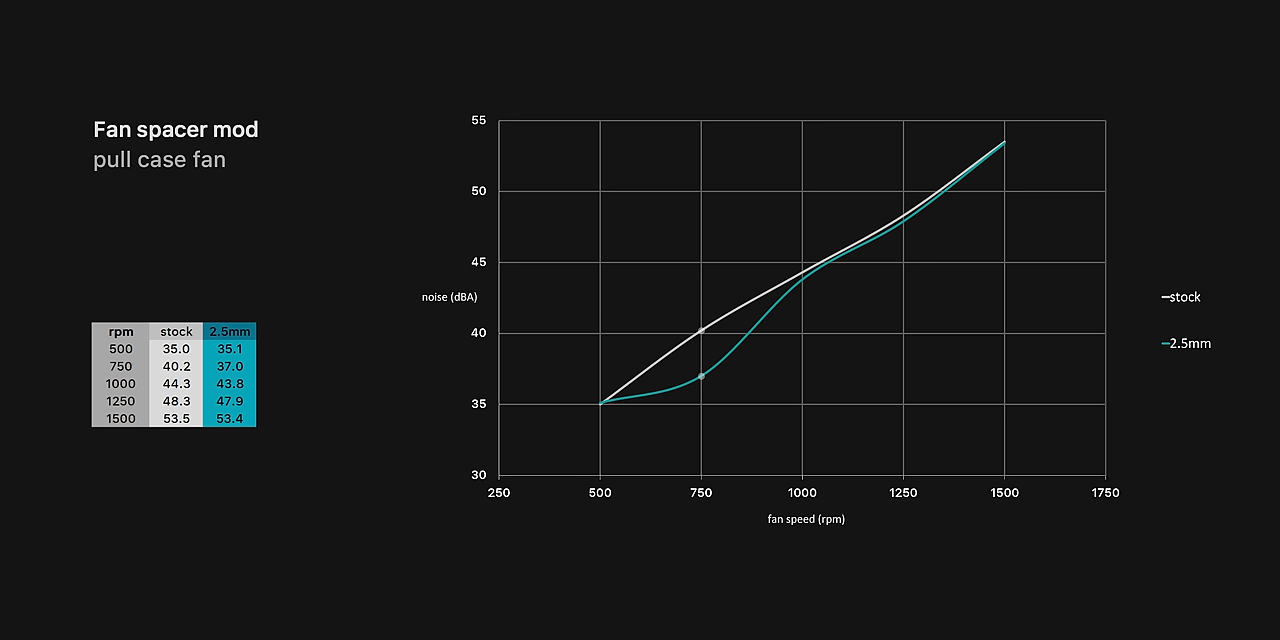 Fan spacer mod
pull case fan
rpm stock 2.5mm
500 35.0 35.1
750 40.2 37.0
1000 44.3 43.8
1250 48.3 47.9
1500 53.5 53.4
55
50
45
noise (dBA)
40
35
30
250 500 750 1000 1250 1500 1750
fan speed (rpm)
stock
2.5mm